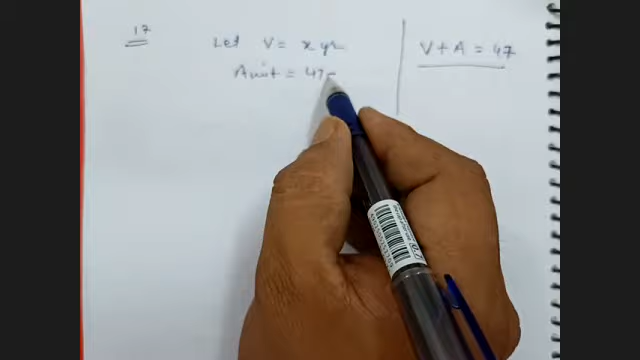 17
Let V = x yr
Amit = 47-
V + A = 47